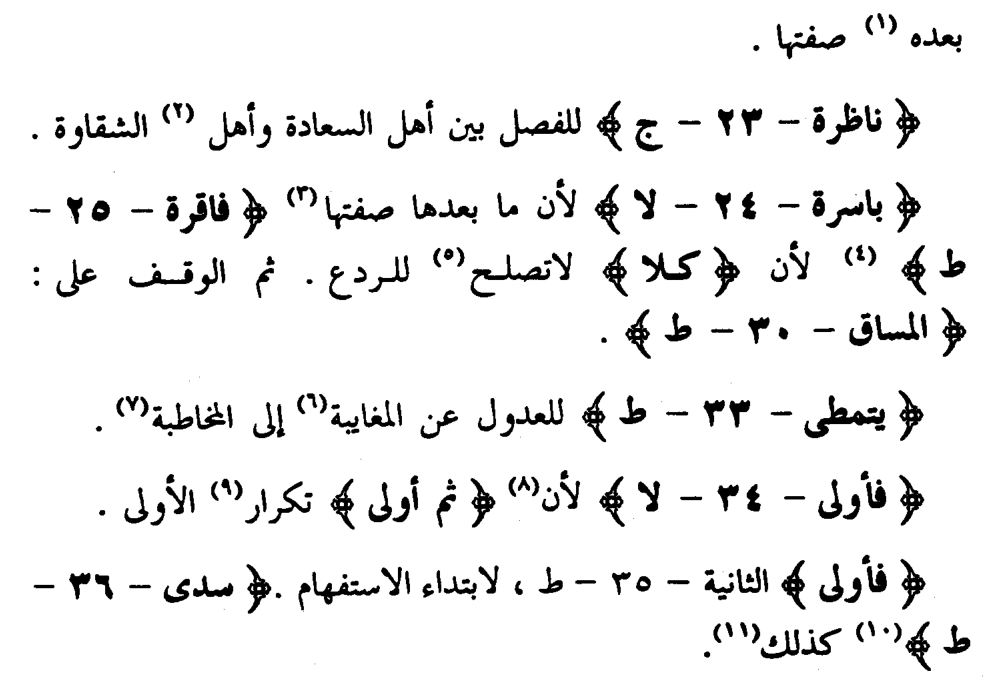 بعده (١) صفتها .
﴿ ناظرة – ٢٣ – ج ﴾ للفصل بين أهل السعادة وأهل (٢) الشقاوة .
﴿ باسرة – ٢٤ – لا ﴾ لأن ما بعدها صفتها (٣) ﴿ فاقرة – ٢٥ –
ط ﴾ (٤) لأن ﴿ كلا ﴾ لاتصلح (٥) للردع . ثم الوقف على :
﴿ المساق – ٣٠ – ط ﴾ .
﴿ يتمطى – ٣٣ – ط ﴾ للعدول عن المغايبة (٦) إلى المخاطبة (٧) .
﴿ فأولى – ٣٤ – لا ﴾ لأن (٨) ﴿ ثم أولى ﴾ تكرار (٩) الأولى .
﴿ فأولى ﴾ الثانية – ٣٥ – ط ، لابتداء الاستفهام . ﴿ سدى – ٣٦ –
ط ﴾ (١٠) كذلك (١١) .